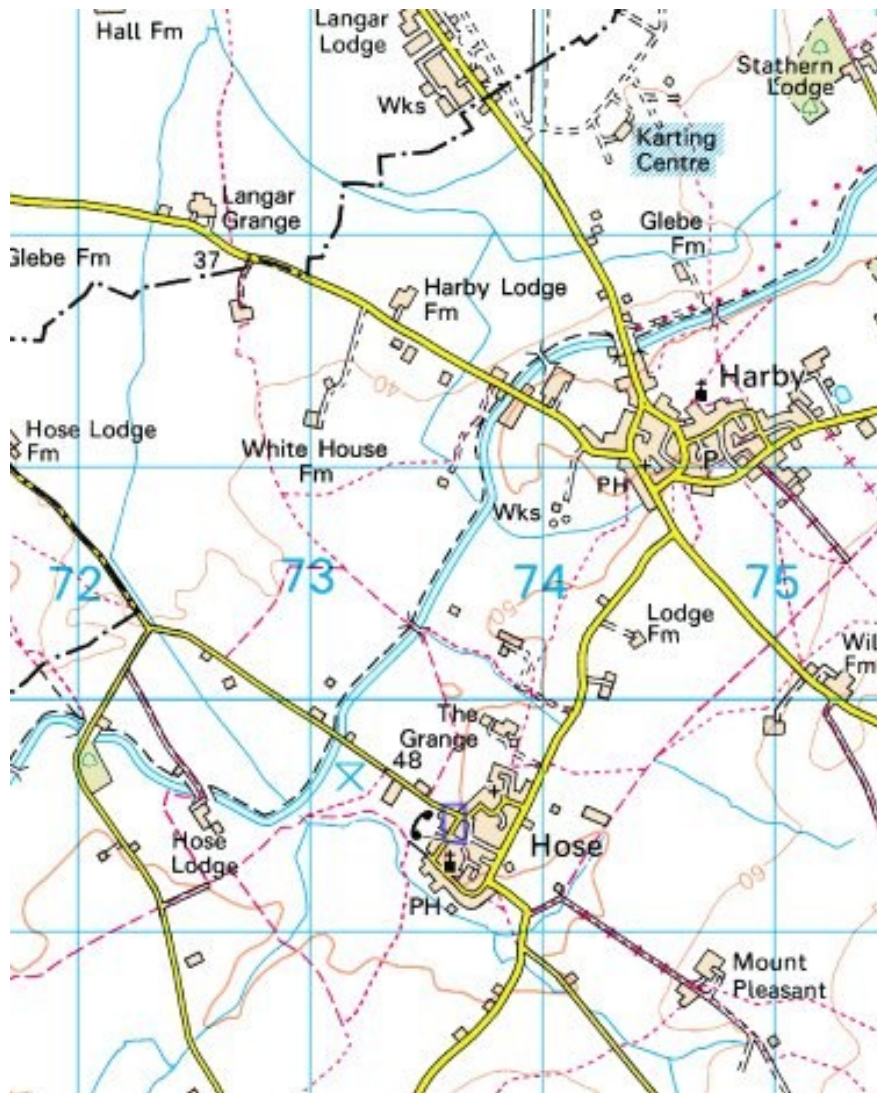 Hall Fm
Langar
Lodge
Wks
Stathern
Lodge
Karting
Centre
Langar
Grange
Glebe
Fm
Glebe Fm
37
Harby Lodge
Fm
40
Harby
Hose Lodge
Fm
White House
Fm
P
PH
Wks
72
73
74
75
50
Lodge
Fm
Wil
Fm
The
Grange
48
Hose
Lodge
Hose
60
PH
Mount
Pleasant